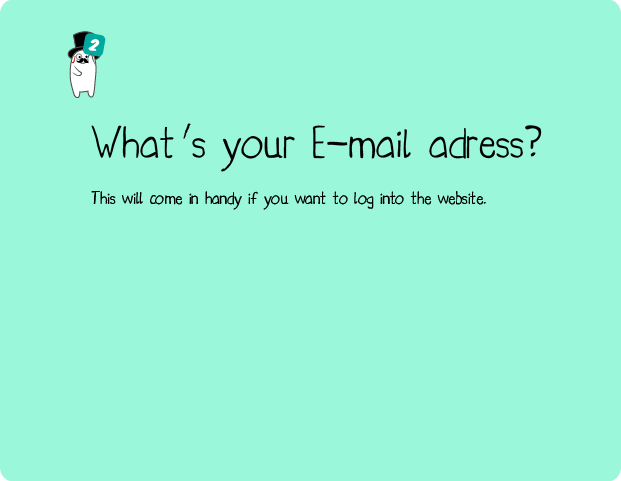 2
What's your E-mail adress?
This will come in handy if you want to log into the website.